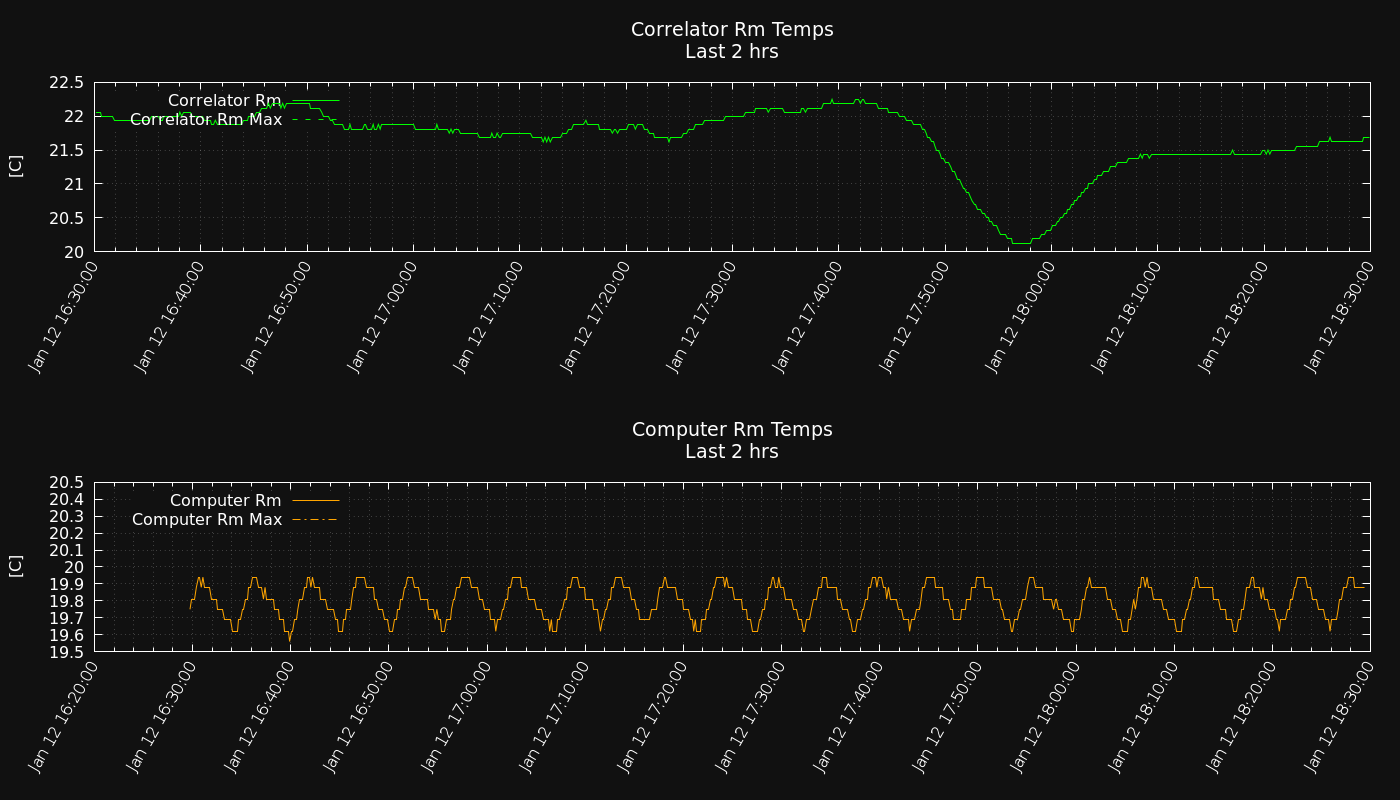 Correlator Rm Temps
Last 2 hrs
22.5
22
21.5
21
20.5
20
[C]
Correlator Rm
Correlator Rm Max
Jan 12 16:30:00
Jan 12 16:40:00
Jan 12 16:50:00
Jan 12 17:00:00
Jan 12 17:10:00
Jan 12 17:20:00
Jan 12 17:30:00
Jan 12 17:40:00
Jan 12 17:50:00
Jan 12 18:00:00
Jan 12 18:10:00
Jan 12 18:20:00
Jan 12 18:30:00
Computer Rm Temps
Last 2 hrs
20.5
20.4
20.3
20.2
20.1
20
19.9
19.8
19.7
19.6
19.5
[C]
Computer Rm
Computer Rm Max
Jan 12 16:20:00
Jan 12 16:30:00
Jan 12 16:40:00
Jan 12 16:50:00
Jan 12 17:00:00
Jan 12 17:10:00
Jan 12 17:20:00
Jan 12 17:30:00
Jan 12 17:40:00
Jan 12 17:50:00
Jan 12 18:00:00
Jan 12 18:10:00
Jan 12 18:20:00
Jan 12 18:30:00